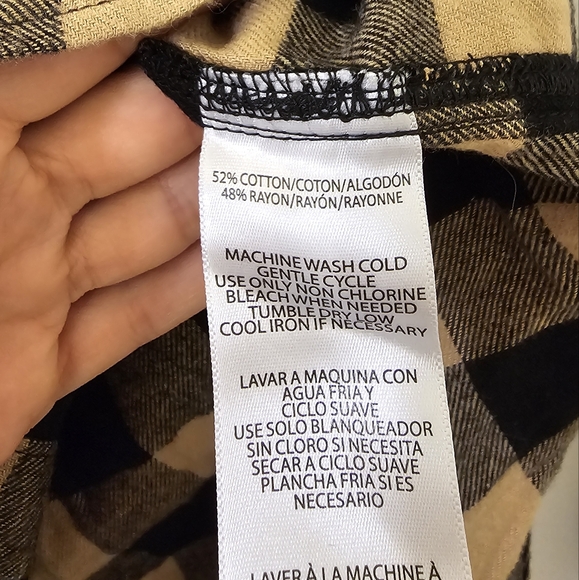 52% COTTON/COTON/ALGODÓN
48% RAYON/RAYÓN/RAYONNE
MACHINE WASH COLD
GENTLE CYCLE
USE ONLY NON CHLORINE
BLEACH WHEN NEEDED
TUMBLE DRY LOW
COOL IRON IF NECESSARY
LAVAR A MAQUINA CON
AGUA FRIA Y
CICLO SUAVE
USE SOLO BLANQUEADOR
SIN CLORO SI NECESITA
SECAR A CICLO SUAVE
PLANCHA FRIA SI ES
NECESARIO
LAVER À LA MACHINE À